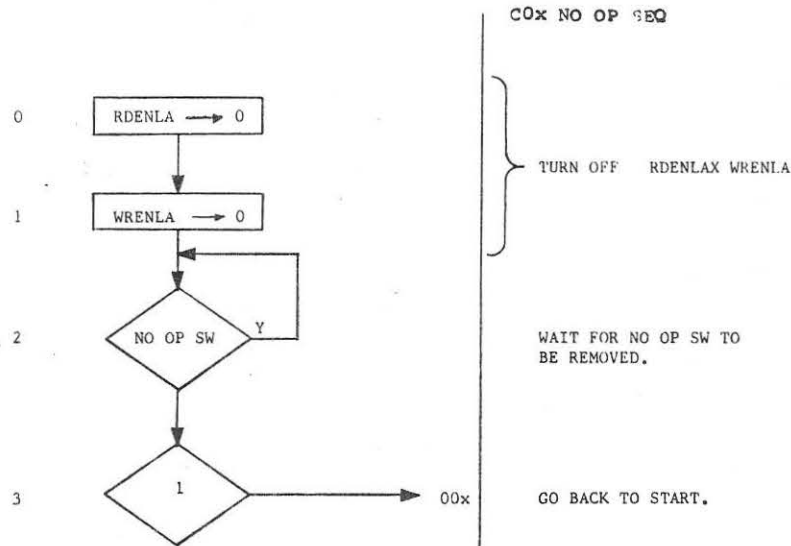 C0x NO OP SEQ
0 RDENLA → 0
TURN OFF RDENLAX WRENLA
1 WRENLA → 0
2 NO OP SW Y
WAIT FOR NO OP SW TO
BE REMOVED.
3 1 00x GO BACK TO START.